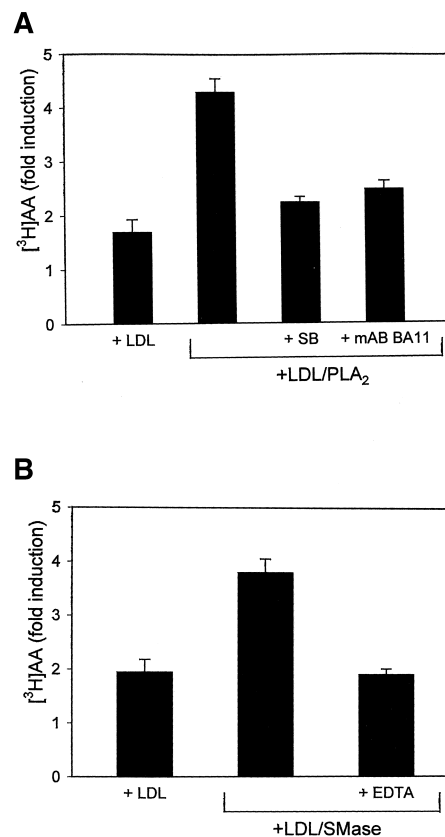 A
5
4
3
2
1
0
[³H]AA (fold induction)
+ LDL
+ SB
+ mAB BA11
+LDL/PLA₂
B
5
4
3
2
1
0
[³H]AA (fold induction)
+ LDL
+ EDTA
+LDL/SMase